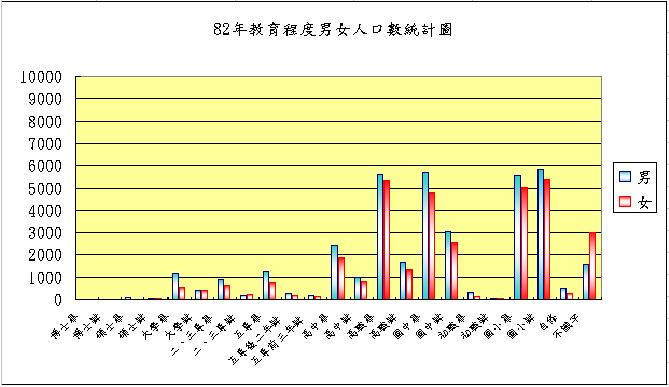 82年教育程度男女人口數統計圖
10000
9000
8000
7000
6000
5000
4000
3000
2000
1000
0
男
女
博士畢
博士肄
碩士畢
碩士肄
大學畢
大學肄
二、三專畢
二、三專肄
五專畢
五專後二年肄
五專前三年肄
高中畢
高中肄
高職畢
高職肄
國中畢
國中肄
初職畢
初職肄
國小畢
國小肄
自修
不識字